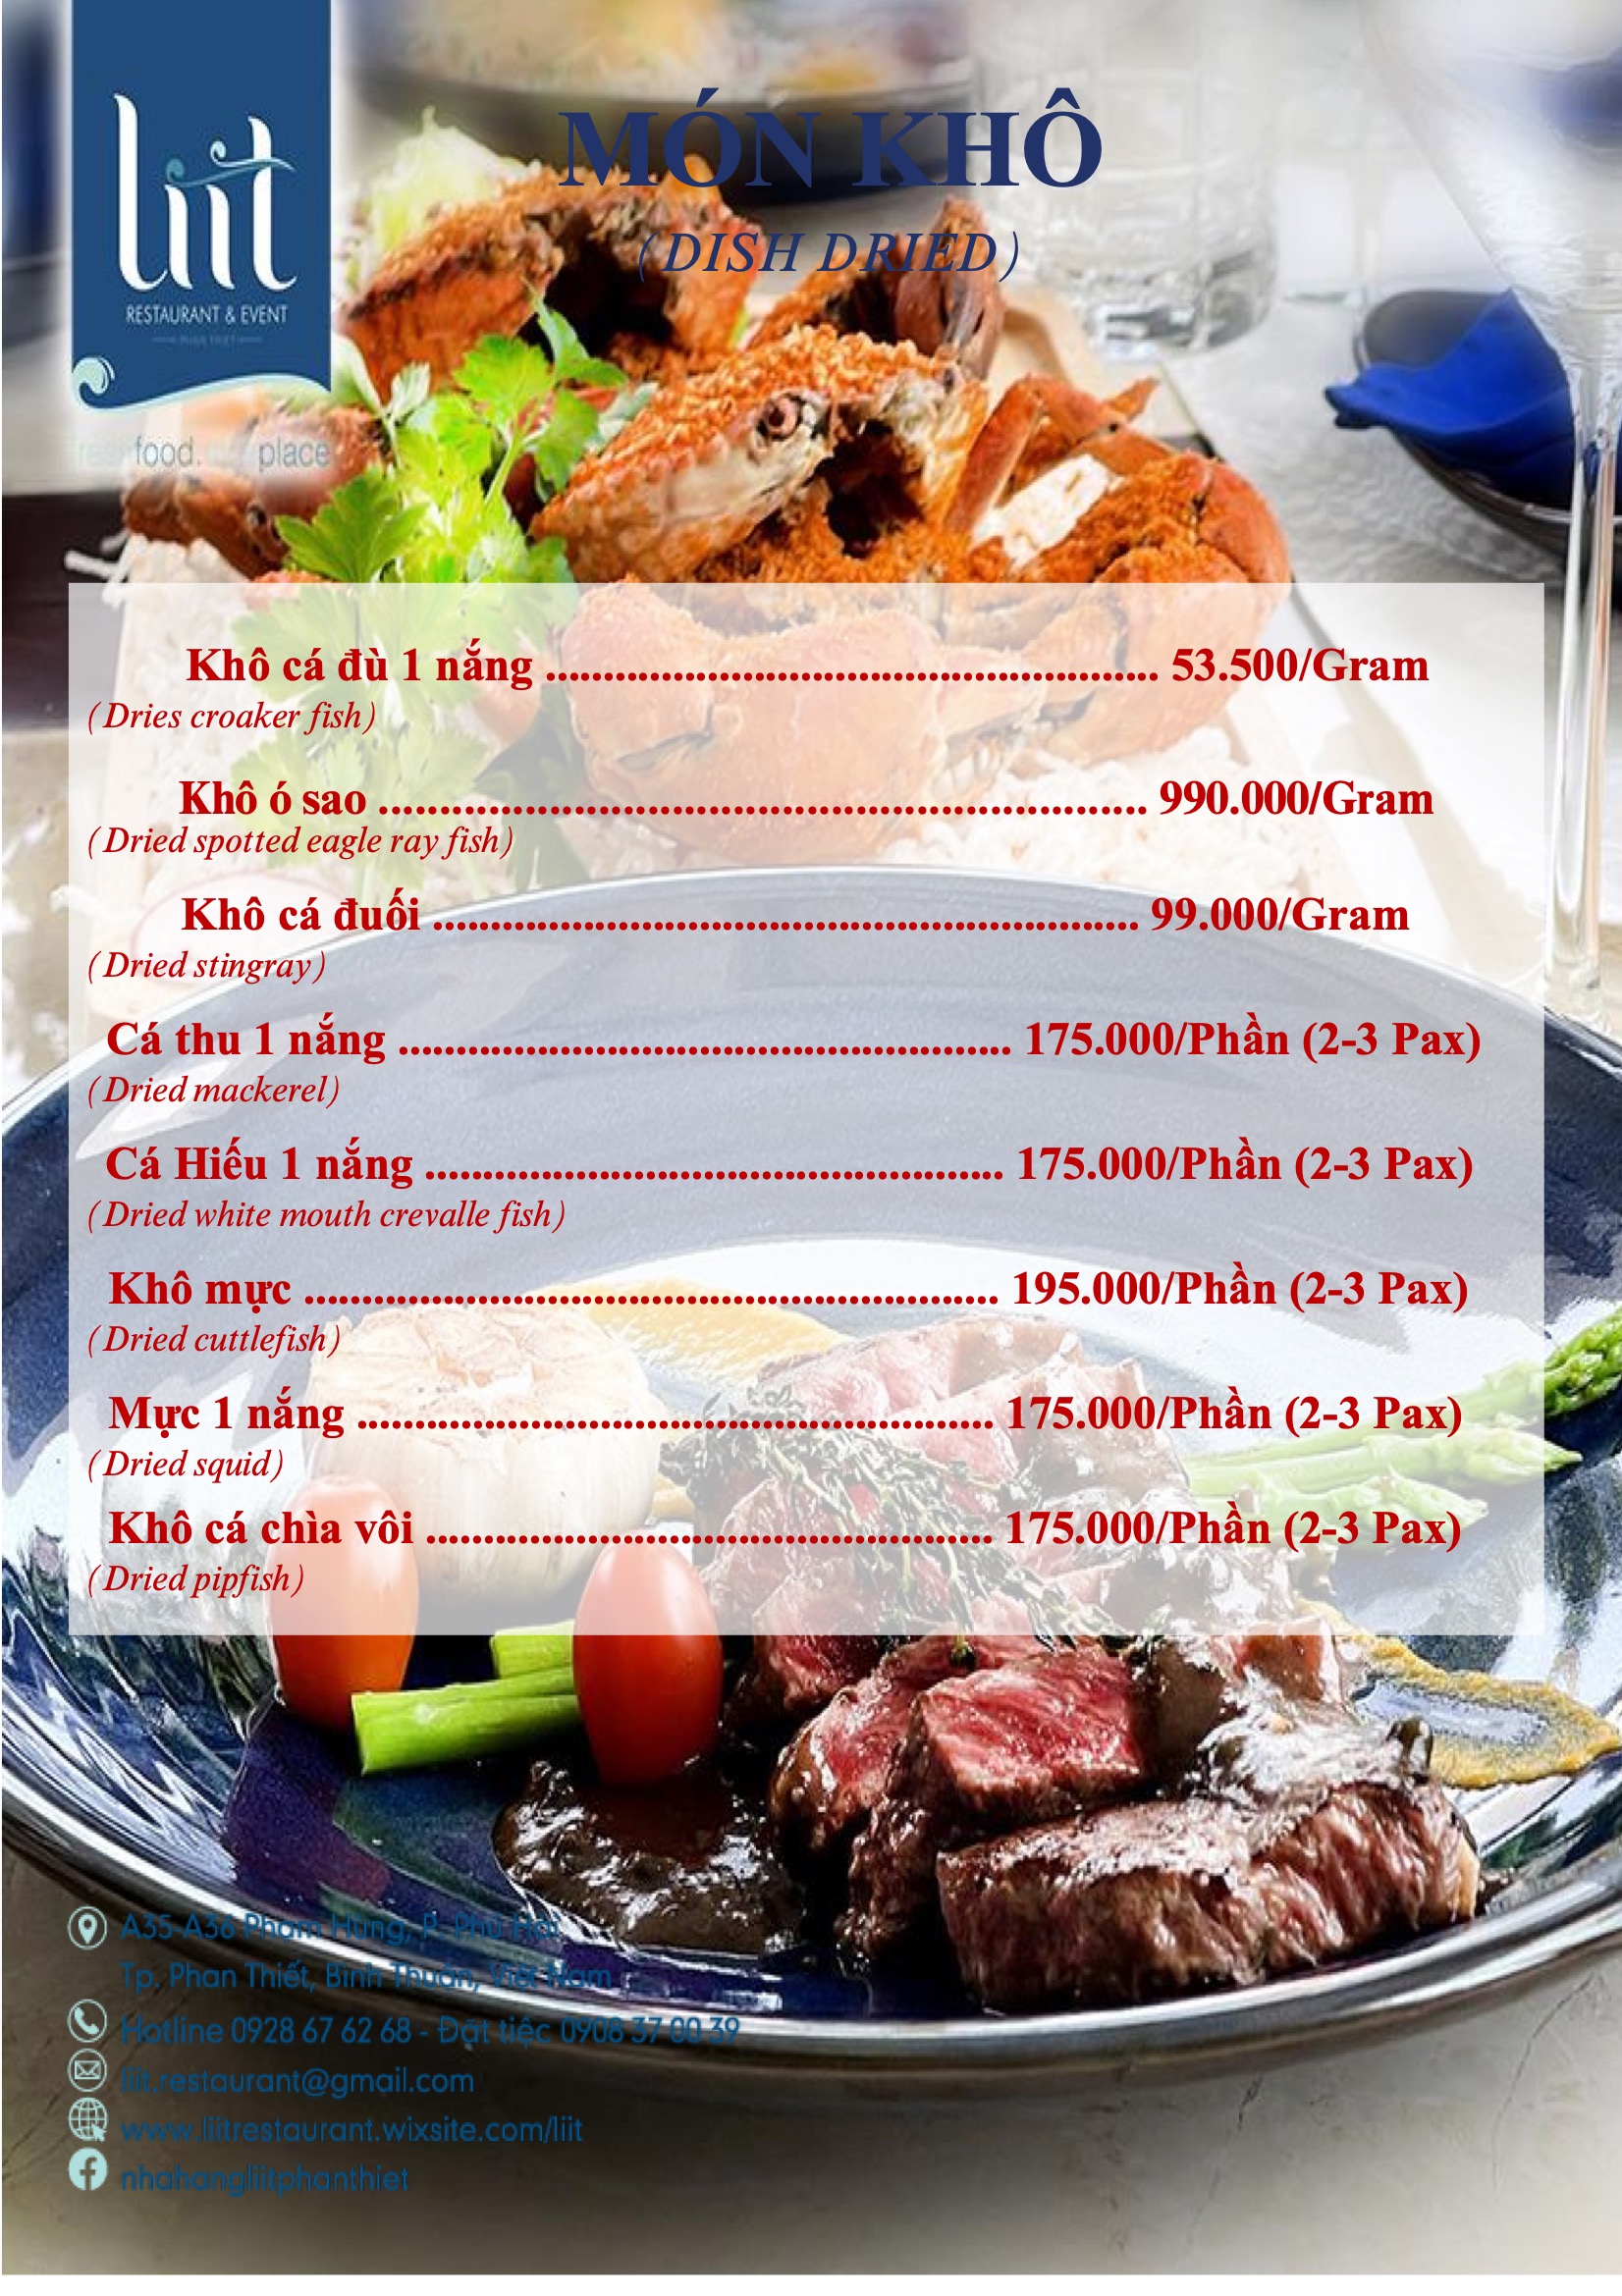 liit
RESTAURANT & EVENT
food. place
MÓN KHÔ
(DISH DRIED)
Khô cá đù 1 nắng ..................................................... 53.500/Gram
(Dries croaker fish)
Khô ó sao .............................................................. 990.000/Gram
(Dried spotted eagle ray fish)
Khô cá đuối ............................................................. 99.000/Gram
(Dried stingray)
Cá thu 1 nắng ..................................................... 175.000/Phần (2-3 Pax)
(Dried mackerel)
Cá Hiếu 1 nắng .................................................. 175.000/Phần (2-3 Pax)
(Dried white mouth crevalle fish)
Khô mực ............................................................ 195.000/Phần (2-3 Pax)
(Dried cuttlefish)
Mực 1 nắng ....................................................... 175.000/Phần (2-3 Pax)
(Dried squid)
Khô cá chìa vôi ................................................. 175.000/Phần (2-3 Pax)
(Dried pipfish)
A35-A36 Phạm Hùng, P. Phú Hài
Tp. Phan Thiết, Bình Thuận, Việt Nam
Hotline 0928 67 62 68 - Đặt tiệc 0908 37 00 39
liit.restaurant@gmail.com
www.liitrestaurant.wixsite.com/liit
nhahangliitphanthiet